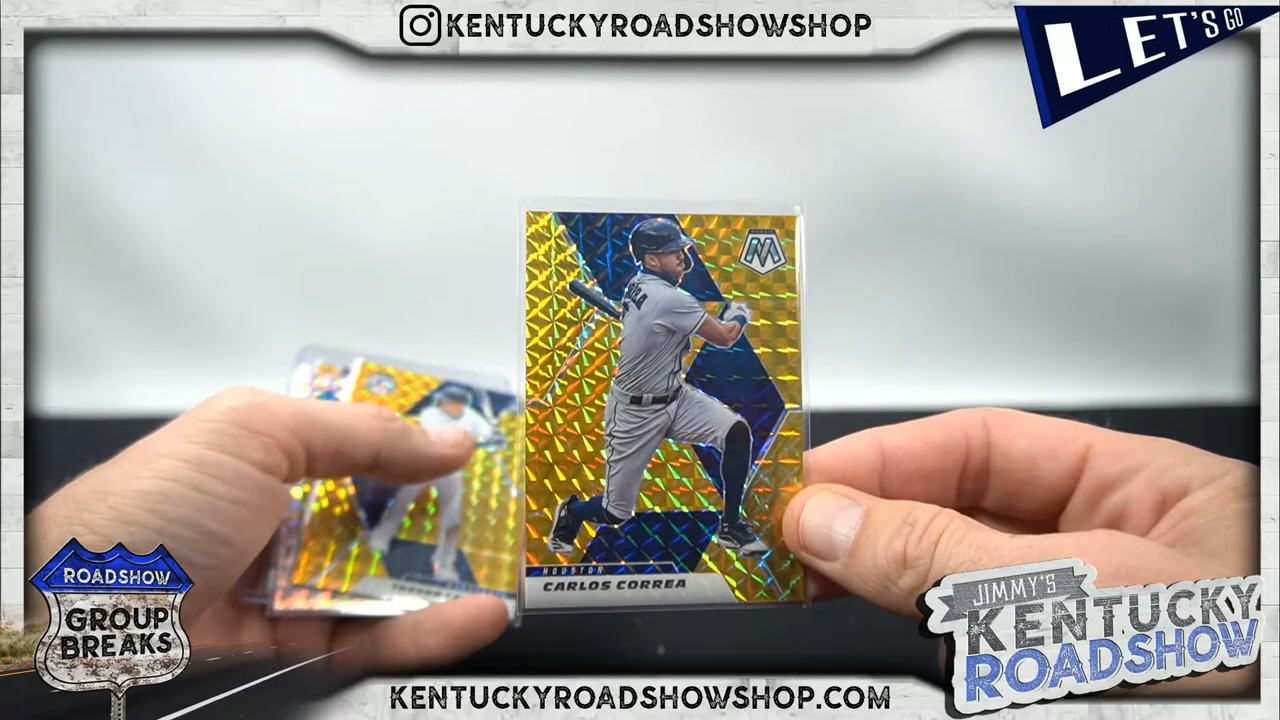 KENTUCKYROADSHOWSHOP
LET'S GO
M
HOUSTON
CARLOS CORREA
ROADSHOW
GROUP
BREAKS
JIMMY'S
KENTUCKY
ROADSHOW
KENTUCKYROADSHOWSHOP.COM